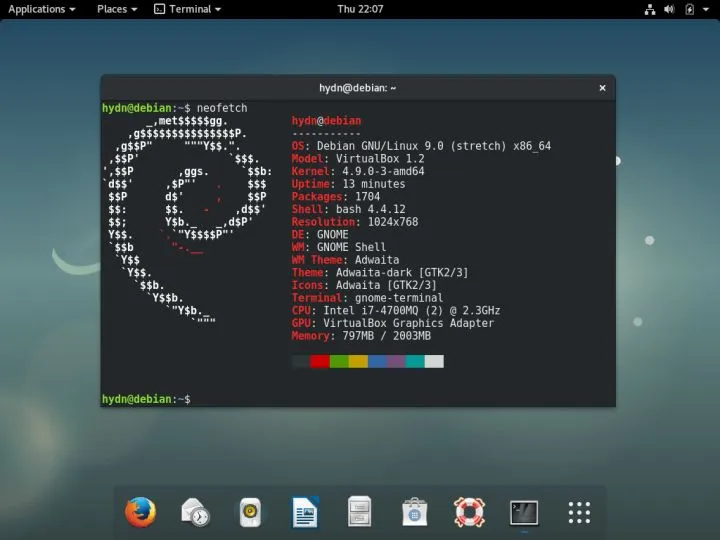 Applications Places Terminal Thu 22:07
hydn@debian: ~ ×
hydn@debian:~$ neofetch
_,met$$$$$gg.
,g$$$$$$$$$$$$$$$P.
,g$$P"     """Y$$.".
,$$P'              `$$$.
',$$P       ,ggs.     `$$b:
`d$$'     ,$P"'   .    $$$
$$P      d$'     ,    $$P
$$:      $$.   -    ,d$$'
$$;      Y$b._   _,d$P'
Y$$.    `.`"Y$$$$P"'
`$$b      "-.__
`Y$$
`Y$$.
`$$b.
`Y$$b.
`"Y$b._
`"""
hydn@debian
-----------
OS: Debian GNU/Linux 9.0 (stretch) x86_64
Model: VirtualBox 1.2
Kernel: 4.9.0-3-amd64
Uptime: 13 minutes
Packages: 1704
Shell: bash 4.4.12
Resolution: 1024x768
DE: GNOME
WM: GNOME Shell
WM Theme: Adwaita
Theme: Adwaita-dark [GTK2/3]
Icons: Adwaita [GTK2/3]
Terminal: gnome-terminal
CPU: Intel i7-4700MQ (2) @ 2.3GHz
GPU: VirtualBox Graphics Adapter
Memory: 797MB / 2003MB
hydn@debian:~$